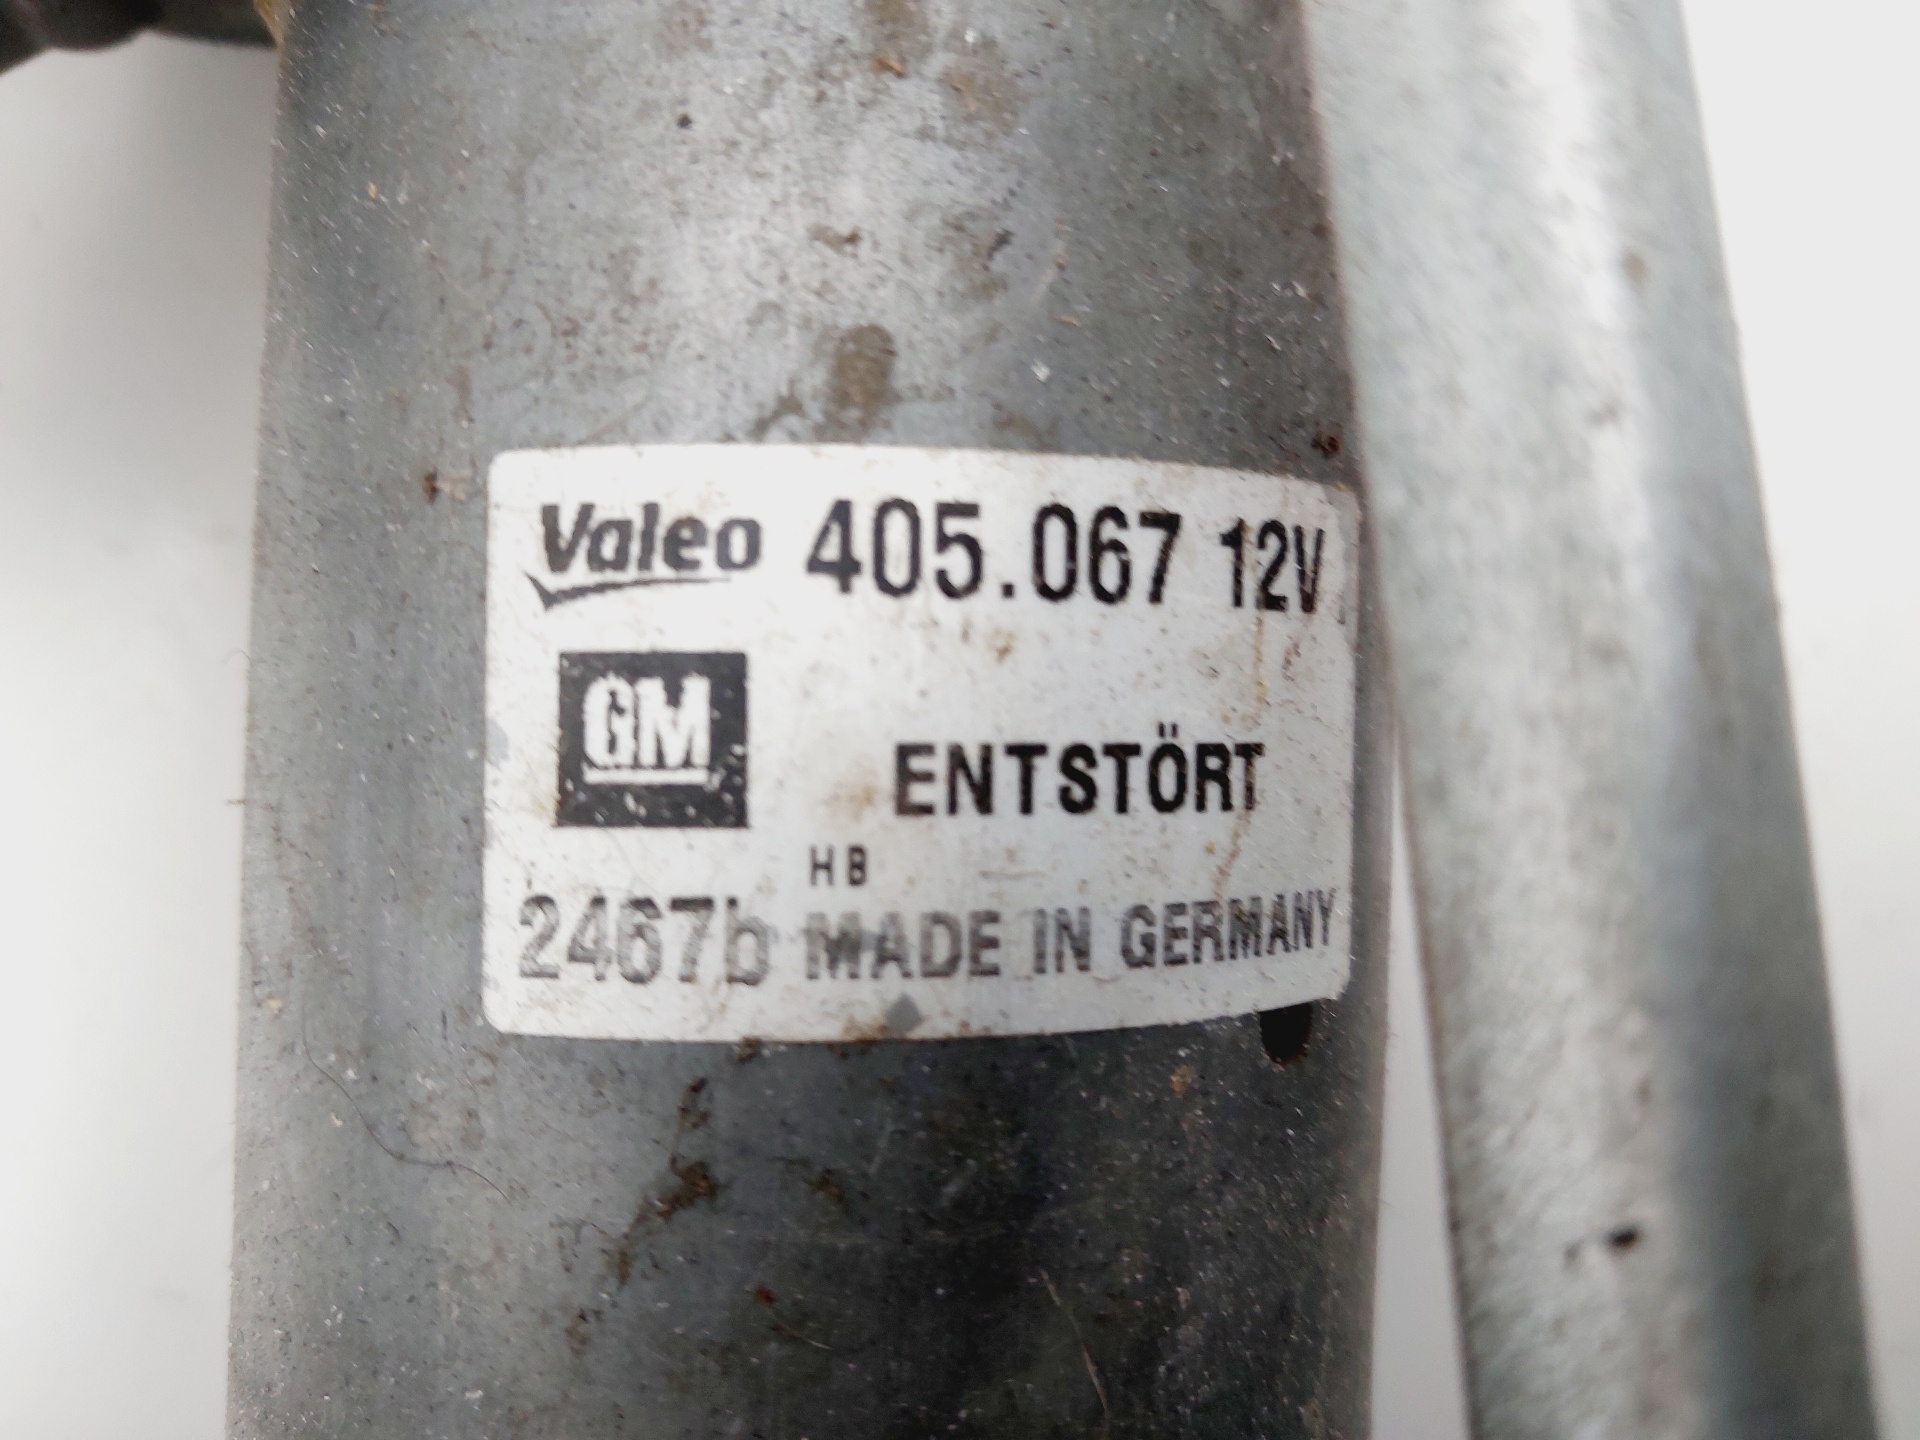 Valeo 405.067 12V
GM
ENTSTÖRT
HB
2467b MADE IN GERMANY